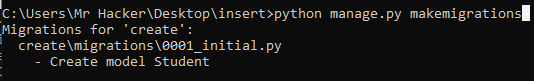 C:\Users\Mr Hacker\Desktop\insert>python manage.py makemigrations
Migrations for 'create':
create\migrations\0001_initial.py
- Create model Student